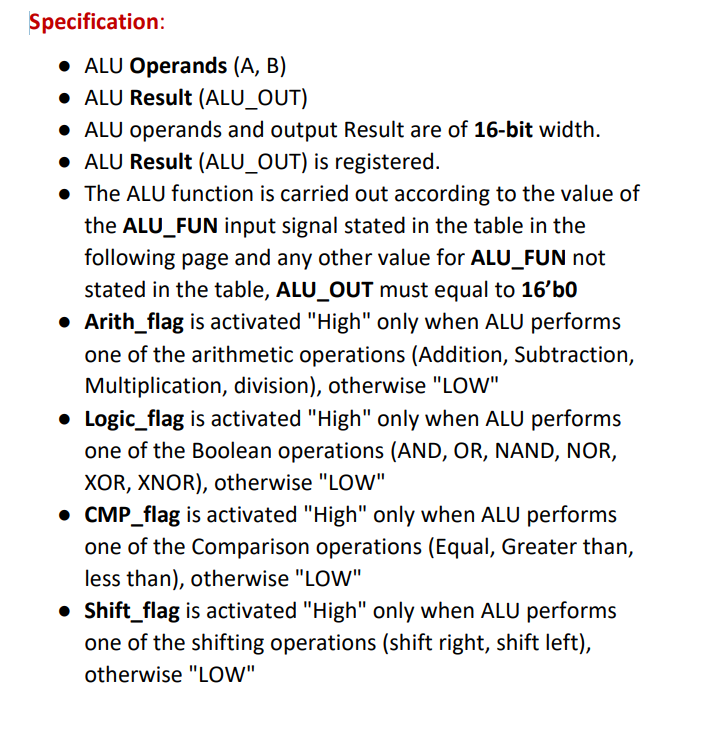 Specification:
● ALU Operands (A, B)
● ALU Result (ALU_OUT)
● ALU operands and output Result are of 16-bit width.
● ALU Result (ALU_OUT) is registered.
● The ALU function is carried out according to the value of
the ALU_FUN input signal stated in the table in the
following page and any other value for ALU_FUN not
stated in the table, ALU_OUT must equal to 16’b0
● Arith_flag is activated "High" only when ALU performs
one of the arithmetic operations (Addition, Subtraction,
Multiplication, division), otherwise "LOW"
● Logic_flag is activated "High" only when ALU performs
one of the Boolean operations (AND, OR, NAND, NOR,
XOR, XNOR), otherwise "LOW"
● CMP_flag is activated "High" only when ALU performs
one of the Comparison operations (Equal, Greater than,
less than), otherwise "LOW"
● Shift_flag is activated "High" only when ALU performs
one of the shifting operations (shift right, shift left),
otherwise "LOW"